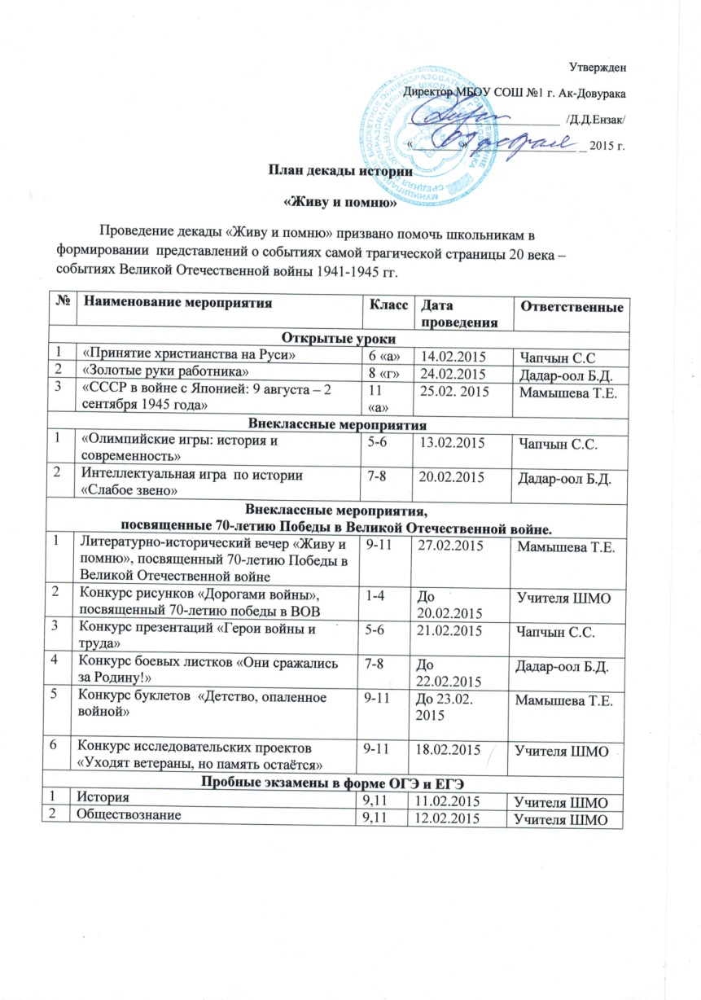 Утвержден
Директор МБОУ СОШ №1 г. Ак-Довурака
/Д.Д.Ензак/
« » февраля 2015 г.
План декады истории
«Живу и помню»
Проведение декады «Живу и помню» призвано помочь школьникам в
формировании представлений о событиях самой трагической страницы 20 века –
событиях Великой Отечественной войны 1941-1945 гг.
№ Наименование мероприятия Класс Дата Ответственные
проведения
Открытые уроки
1 «Принятие христианства на Руси» 6 «а» 14.02.2015 Чапчын С.С
2 «Золотые руки работника» 8 «г» 24.02.2015 Дадар-оол Б.Д.
3 «СССР в войне с Японией: 9 августа – 2 11 25.02. 2015 Мамышева Т.Е.
сентября 1945 года» «а»
Внеклассные мероприятия
1 «Олимпийские игры: история и 5-6 13.02.2015 Чапчын С.С.
современность»
2 Интеллектуальная игра по истории 7-8 20.02.2015 Дадар-оол Б.Д.
«Слабое звено»
Внеклассные мероприятия,
посвященные 70-летию Победы в Великой Отечественной войне.
1 Литературно-исторический вечер «Живу и 9-11 27.02.2015 Мамышева Т.Е.
помню», посвященный 70-летию Победы в
Великой Отечественной войне
2 Конкурс рисунков «Дорогами войны», 1-4 До Учителя ШМО
посвященный 70-летию победы в ВОВ 20.02.2015
3 Конкурс презентаций «Герои войны и 5-6 21.02.2015 Чапчын С.С.
труда»
4 Конкурс боевых листков «Они сражались 7-8 До Дадар-оол Б.Д.
за Родину!» 22.02.2015
5 Конкурс буклетов «Детство, опаленное 9-11 До 23.02. Мамышева Т.Е.
войной» 2015
6 Конкурс исследовательских проектов 9-11 18.02.2015 Учителя ШМО
«Уходят ветераны, но память остаётся»
Пробные экзамены в форме ОГЭ и ЕГЭ
1 История 9,11 11.02.2015 Учителя ШМО
2 Обществознание 9,11 12.02.2015 Учителя ШМО